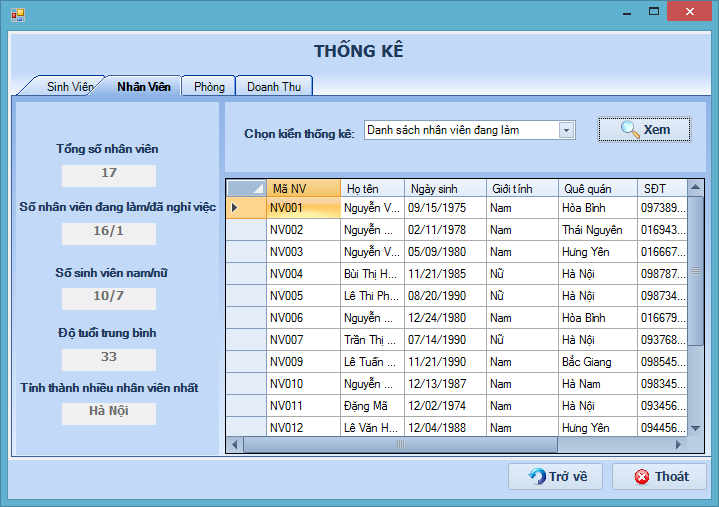 THỐNG KÊ
Sinh Viên Nhân Viên Phòng Doanh Thu
Tổng số nhân viên
17
Số nhân viên đang làm/đã nghỉ việc
16/1
Số sinh viên nam/nữ
10/7
Độ tuổi trung bình
33
Tỉnh thành nhiều nhân viên nhất
Hà Nội
Chọn kiển thống kê: Danh sách nhân viên đang làm Xem
Mã NV Họ tên Ngày sinh Giới tính Quê quán SĐT
NV001 Nguyễn V... 09/15/1975 Nam Hòa Bình 097389...
NV002 Nguyễn ... 02/11/1978 Nam Thái Nguyên 016943...
NV003 Nguyễn V... 05/09/1980 Nam Hưng Yên 016667...
NV004 Bùi Thị H... 11/21/1985 Nữ Hà Nội 098787...
NV005 Lê Thi Ph... 08/20/1990 Nữ Hà Nội 098734...
NV006 Nguyễn ... 12/24/1980 Nam Hòa Bình 016679...
NV007 Trần Thị ... 07/14/1990 Nữ Hà Nội 093768...
NV009 Lê Tuấn ... 11/21/1990 Nam Bắc Giang 098545...
NV010 Nguyễn ... 12/13/1987 Nam Hà Nam 098345...
NV011 Đặng Mã 12/02/1974 Nam Hà Nội 093456...
NV012 Lê Văn H... 12/04/1988 Nam Hưng Yên 094456...
Trở về Thoát